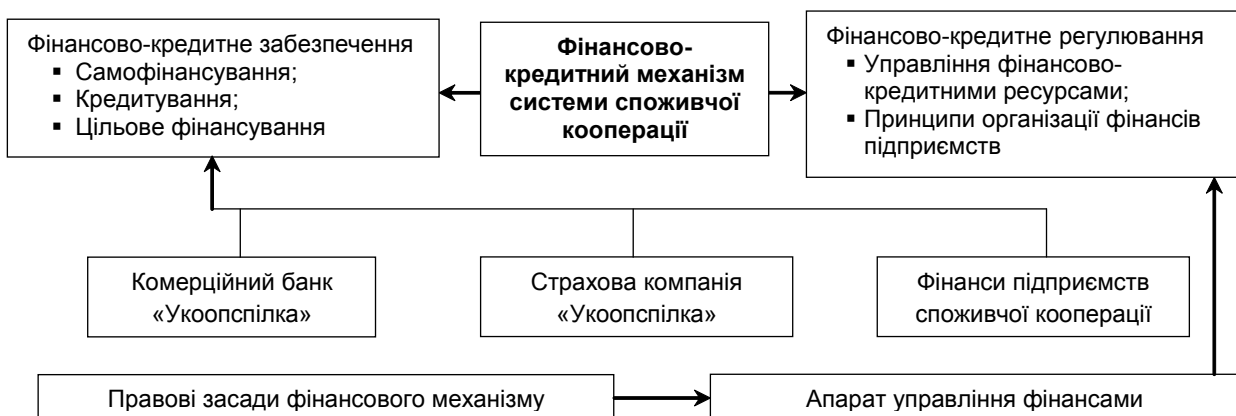 Фінансово-кредитне забезпечення
▪ Самофінансування;
▪ Кредитування;
▪ Цільове фінансування
Фінансово-
кредитний механізм
системи споживчої
кооперації
Фінансово-кредитне регулювання
▪ Управління фінансово-
кредитними ресурсами;
▪ Принципи організації фінансів
підприємств
Комерційний банк
«Укоопспілка»
Страхова компанія
«Укоопспілка»
Фінанси підприємств
споживчої кооперації
Правові засади фінансового механізму
Апарат управління фінансами